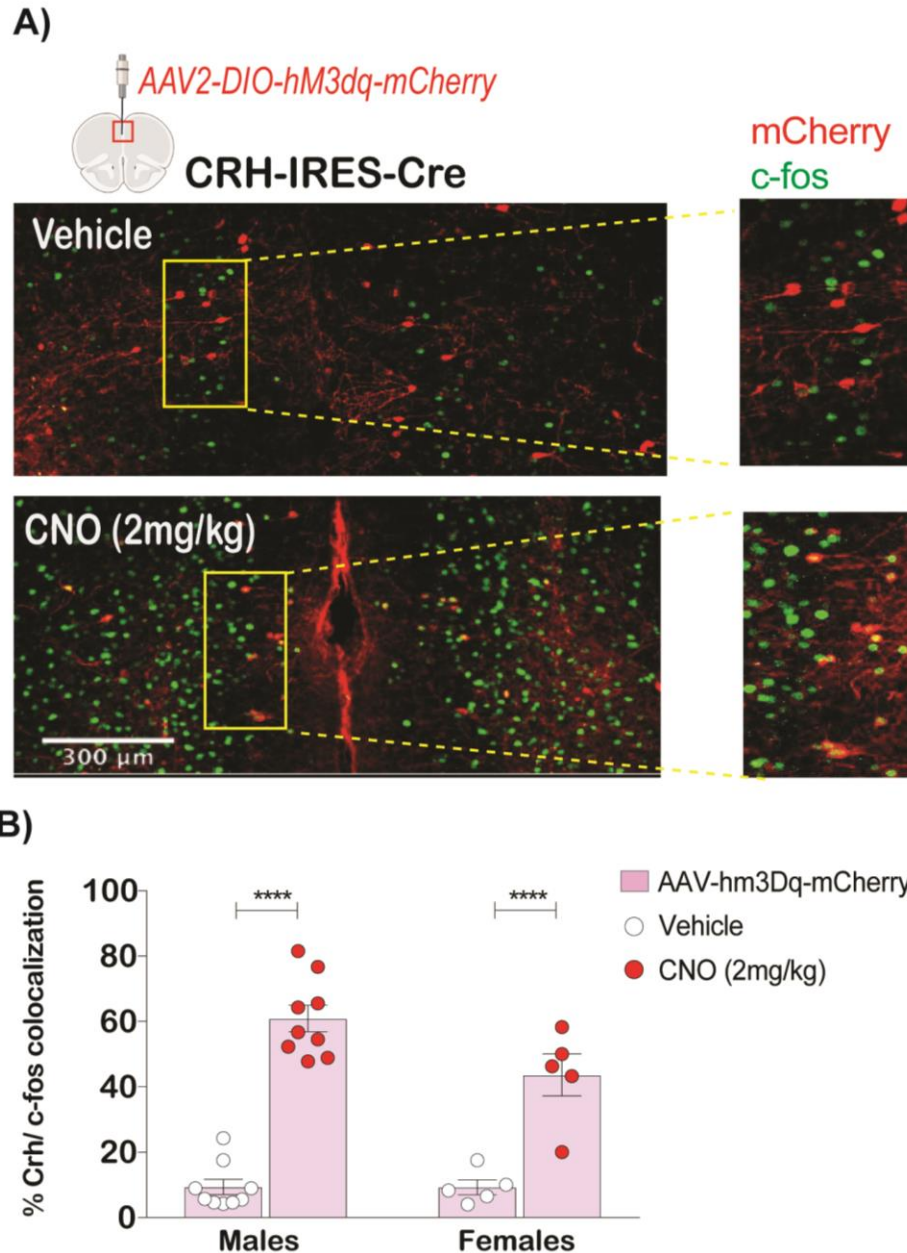 A)
AAV2-DIO-hM3dq-mCherry
CRH-IRES-Cre
mCherry
c-fos
Vehicle
CNO (2mg/kg)
300 µm
B)
% Crh/ c-fos colocalization
100
80
60
40
20
0
****
****
Males
Females
AAV-hm3Dq-mCherry
Vehicle
CNO (2mg/kg)